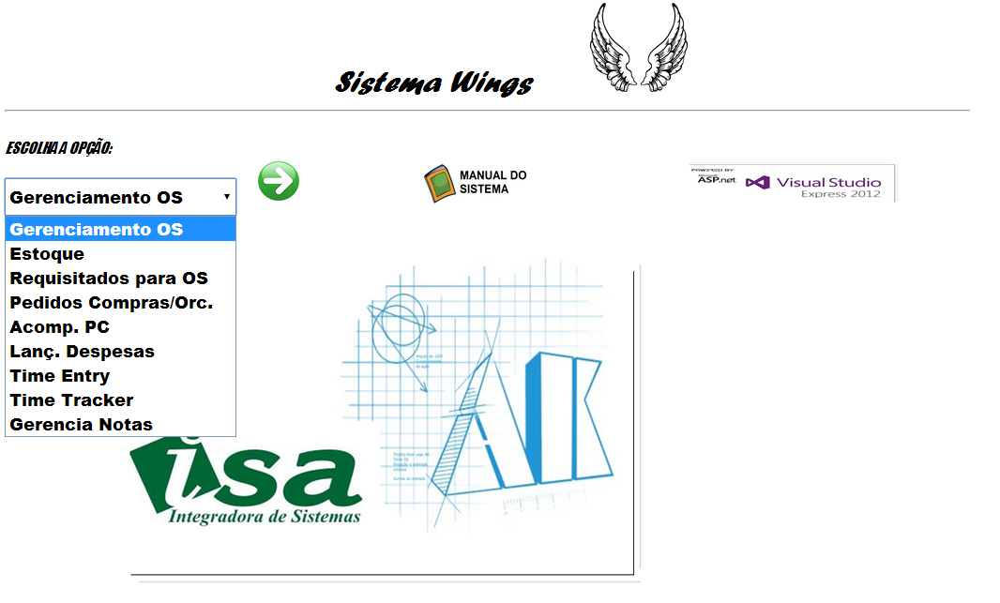 Sistema Wings
ESCOLHA A OPÇÃO:
Gerenciamento OS
Gerenciamento OS
Estoque
Requisitados para OS
Pedidos Compras/Orc.
Acomp. PC
Lanç. Despesas
Time Entry
Time Tracker
Gerencia Notas
MANUAL DO
SISTEMA
POWERED BY
Microsoft
ASP.net
Visual Studio
Express 2012
isa
Integradora de Sistemas
AK